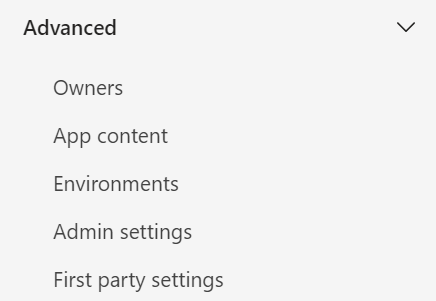 Advanced
Owners
App content
Environments
Admin settings
First party settings